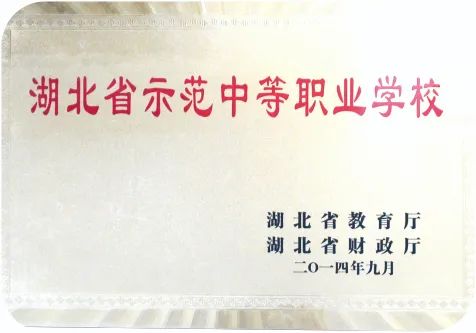 湖北省示范中等职业学校
湖北省教育厅
湖北省财政厅
二〇一四年九月